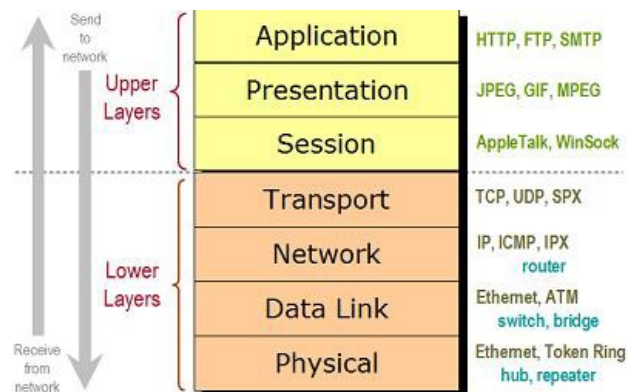 Send
to
network
Upper
Layers
Application
HTTP, FTP, SMTP
Presentation
JPEG, GIF, MPEG
Session
AppleTalk, WinSock
Lower
Layers
Transport
TCP, UDP, SPX
Network
IP, ICMP, IPX
router
Data Link
Ethernet, ATM
switch, bridge
Physical
Ethernet, Token Ring
hub, repeater
Receive
from
network